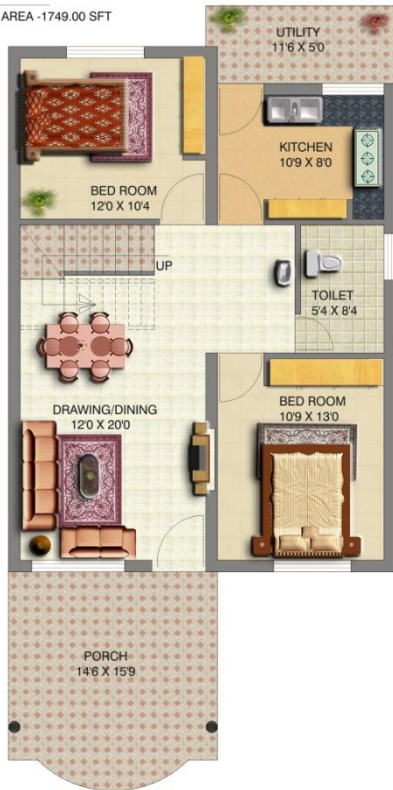 AREA -1749.00 SFT
UTILITY
11'6 X 5'0
KITCHEN
10'9 X 8'0
BED ROOM
12'0 X 10'4
UP
TOILET
5'4 X 8'4
DRAWING/DINING
12'0 X 20'0
BED ROOM
10'9 X 13'0
PORCH
14'6 X 15'9